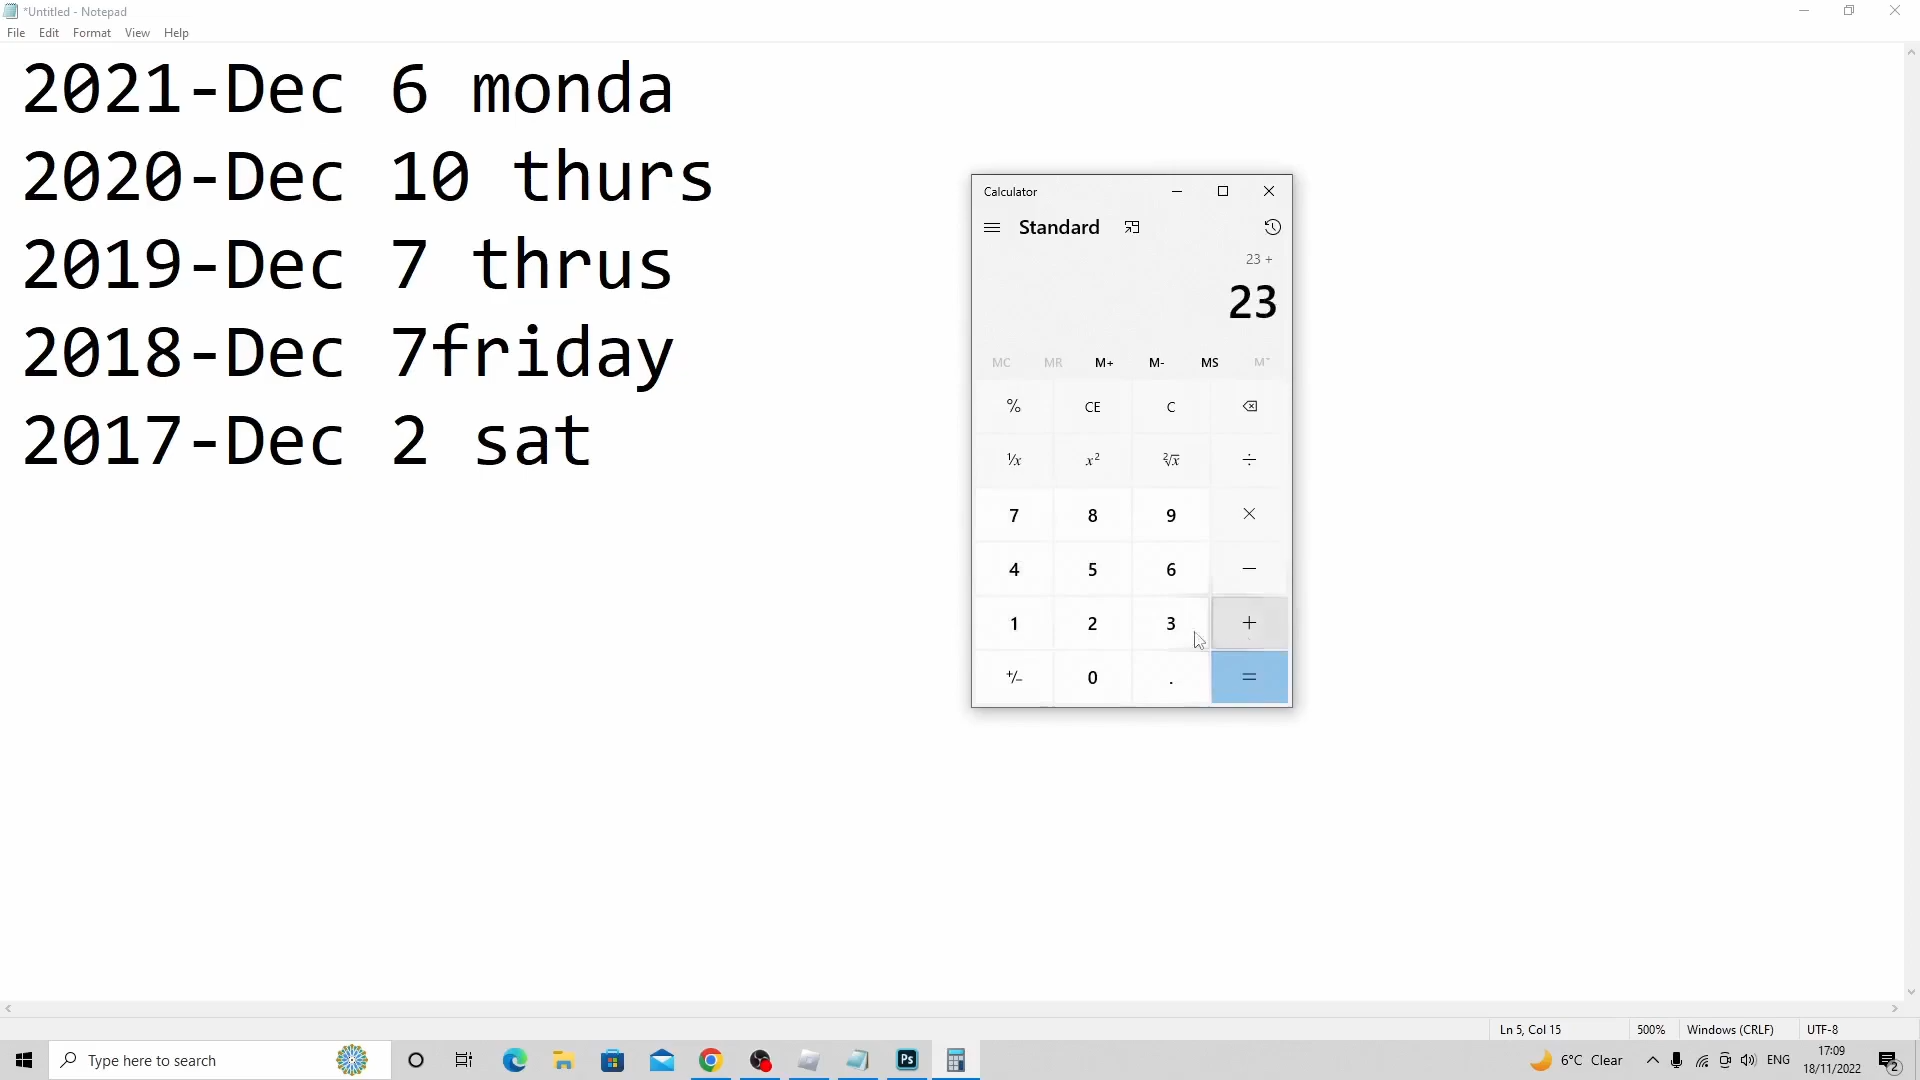 *Untitled - Notepad
File Edit Format View Help
2021-Dec 6 monda
2020-Dec 10 thurs
2019-Dec 7 thrus
2018-Dec 7friday
2017-Dec 2 sat
Calculator
Standard
23 +
23
MC MR M+ M- MS M˅
% CE C
⅟x x² ²√x ÷
7 8 9 ×
4 5 6 −
1 2 3 +
+/− 0 . =
Ln 5, Col 15 500% Windows (CRLF) UTF-8
Type here to search
Ps
6°C Clear
ENG
17:09
18/11/2022
2